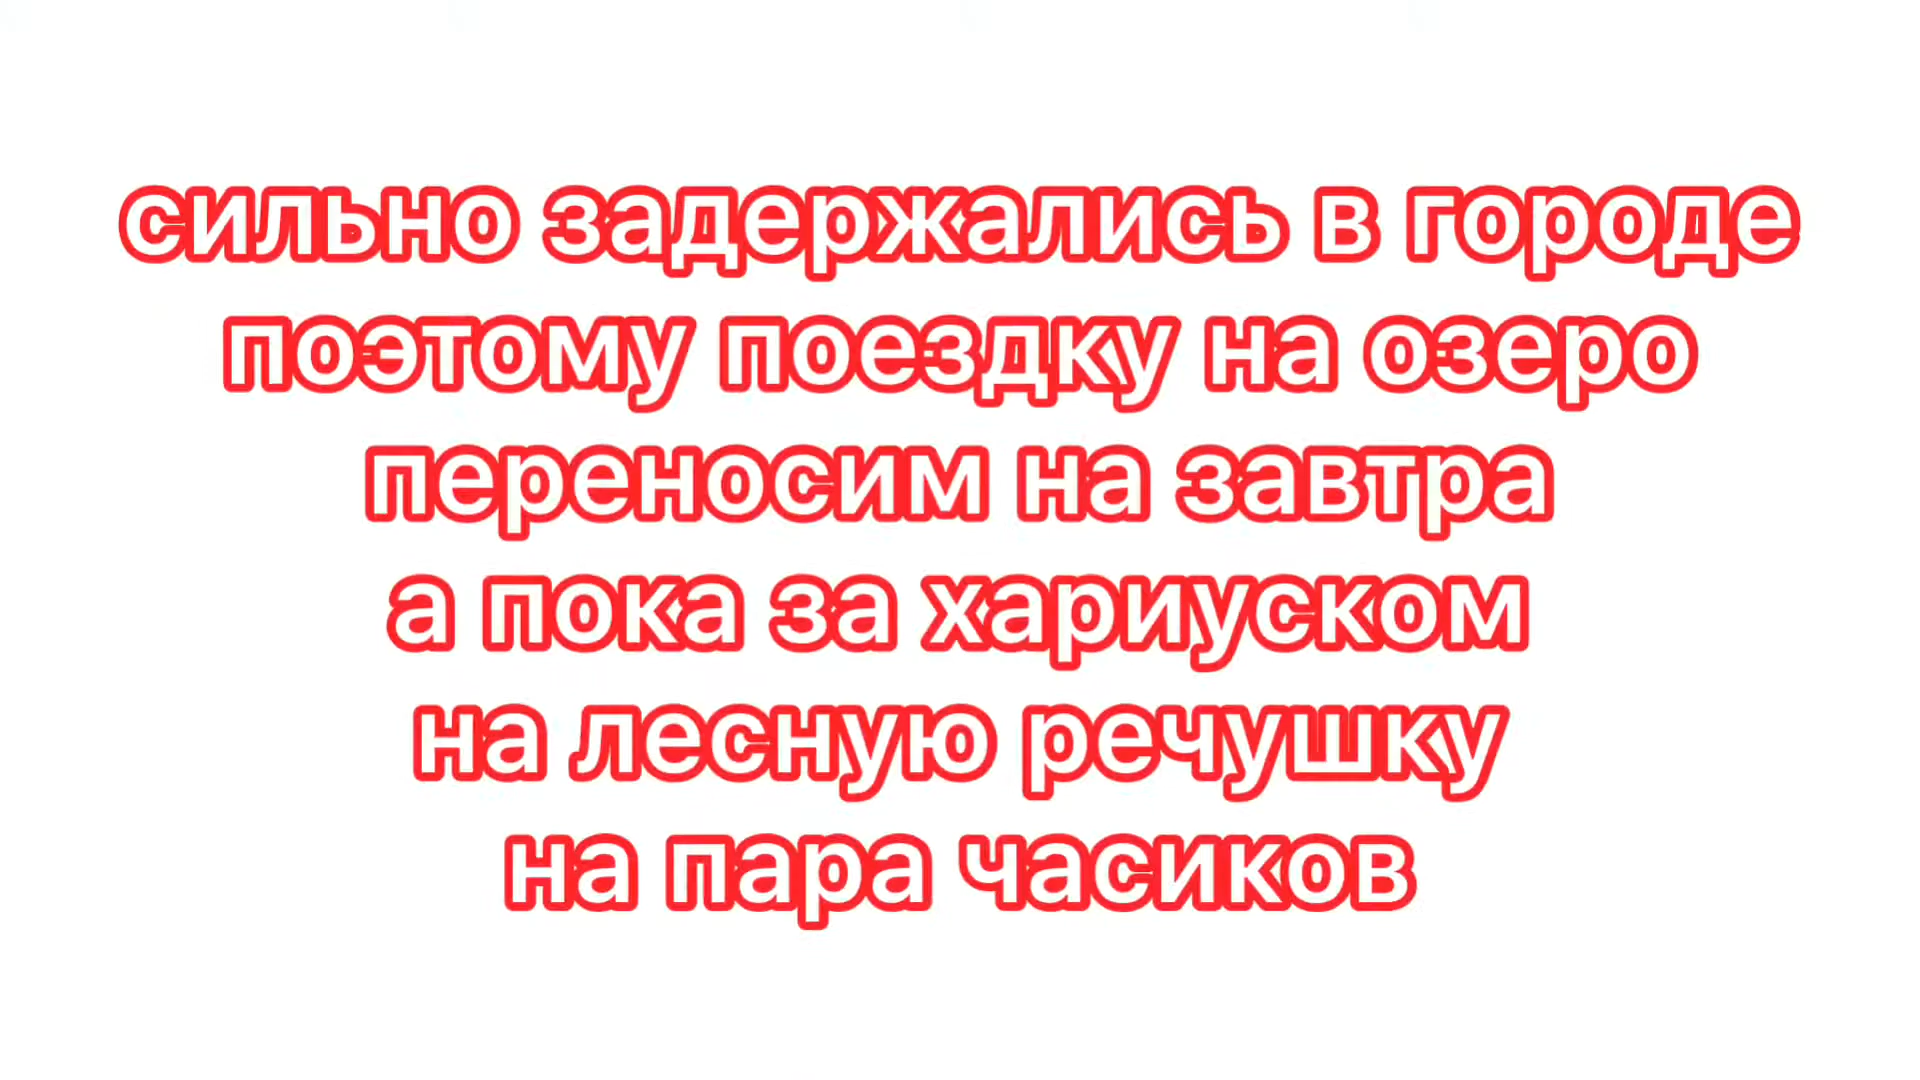 сильно задержались в городе
поэтому поездку на озеро
переносим на завтра
а пока за хариуском
на лесную речушку
на пара часиков